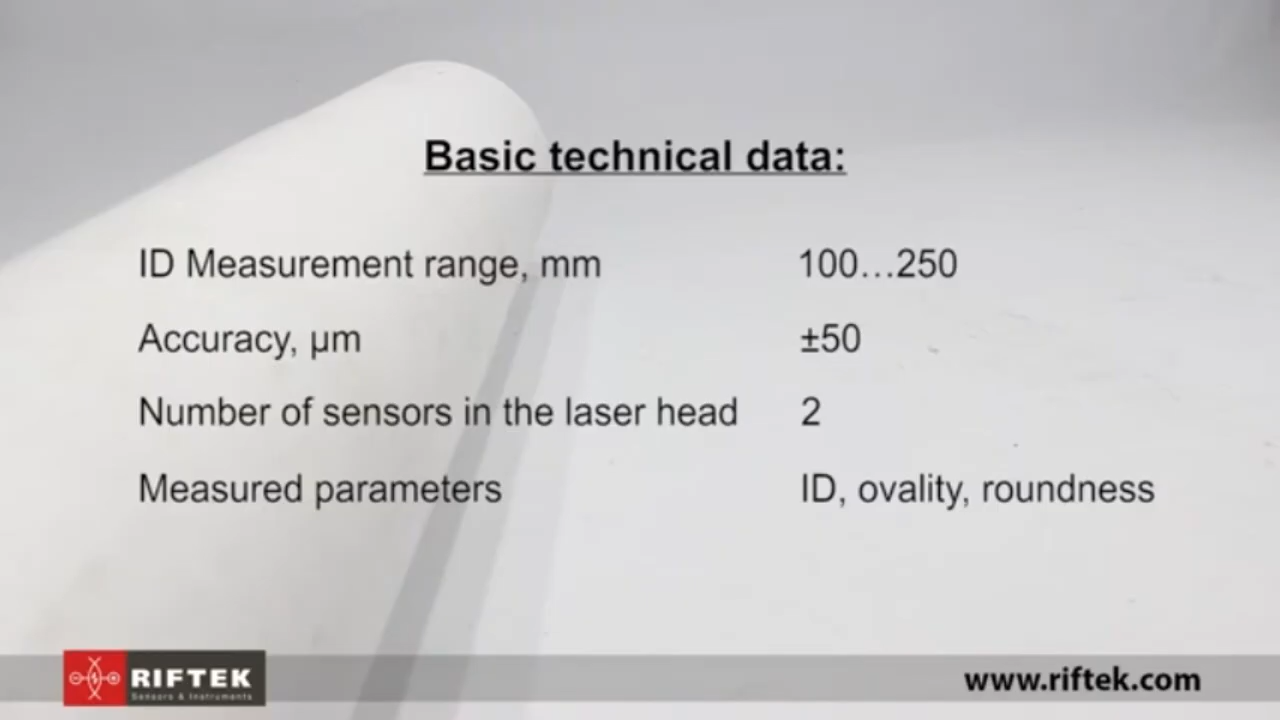 Basic technical data:
ID Measurement range, mm 100...250
Accuracy, µm ±50
Number of sensors in the laser head 2
Measured parameters ID, ovality, roundness
RIFTEK
Sensors & Instruments
www.riftek.com